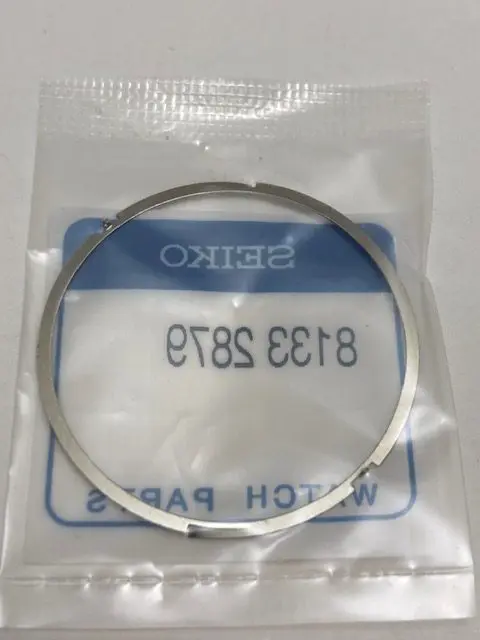 SEIKO
8133 2879
WATCH PARTS